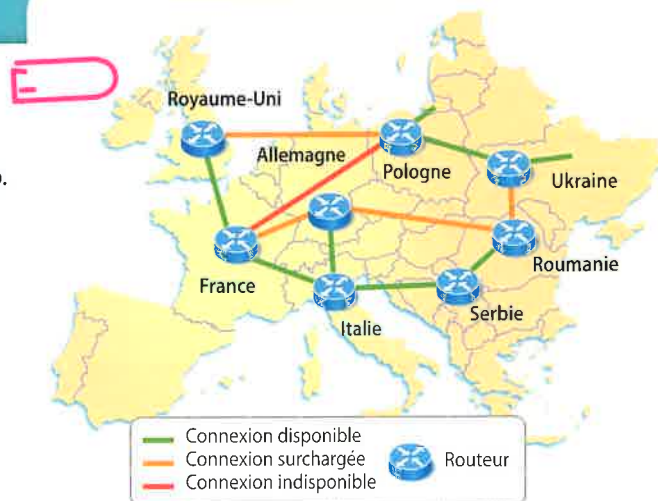 Royaume-Uni
Allemagne
Pologne
Ukraine
France
Roumanie
Serbie
Italie
Connexion disponible
Connexion surchargée
Connexion indisponible
Routeur